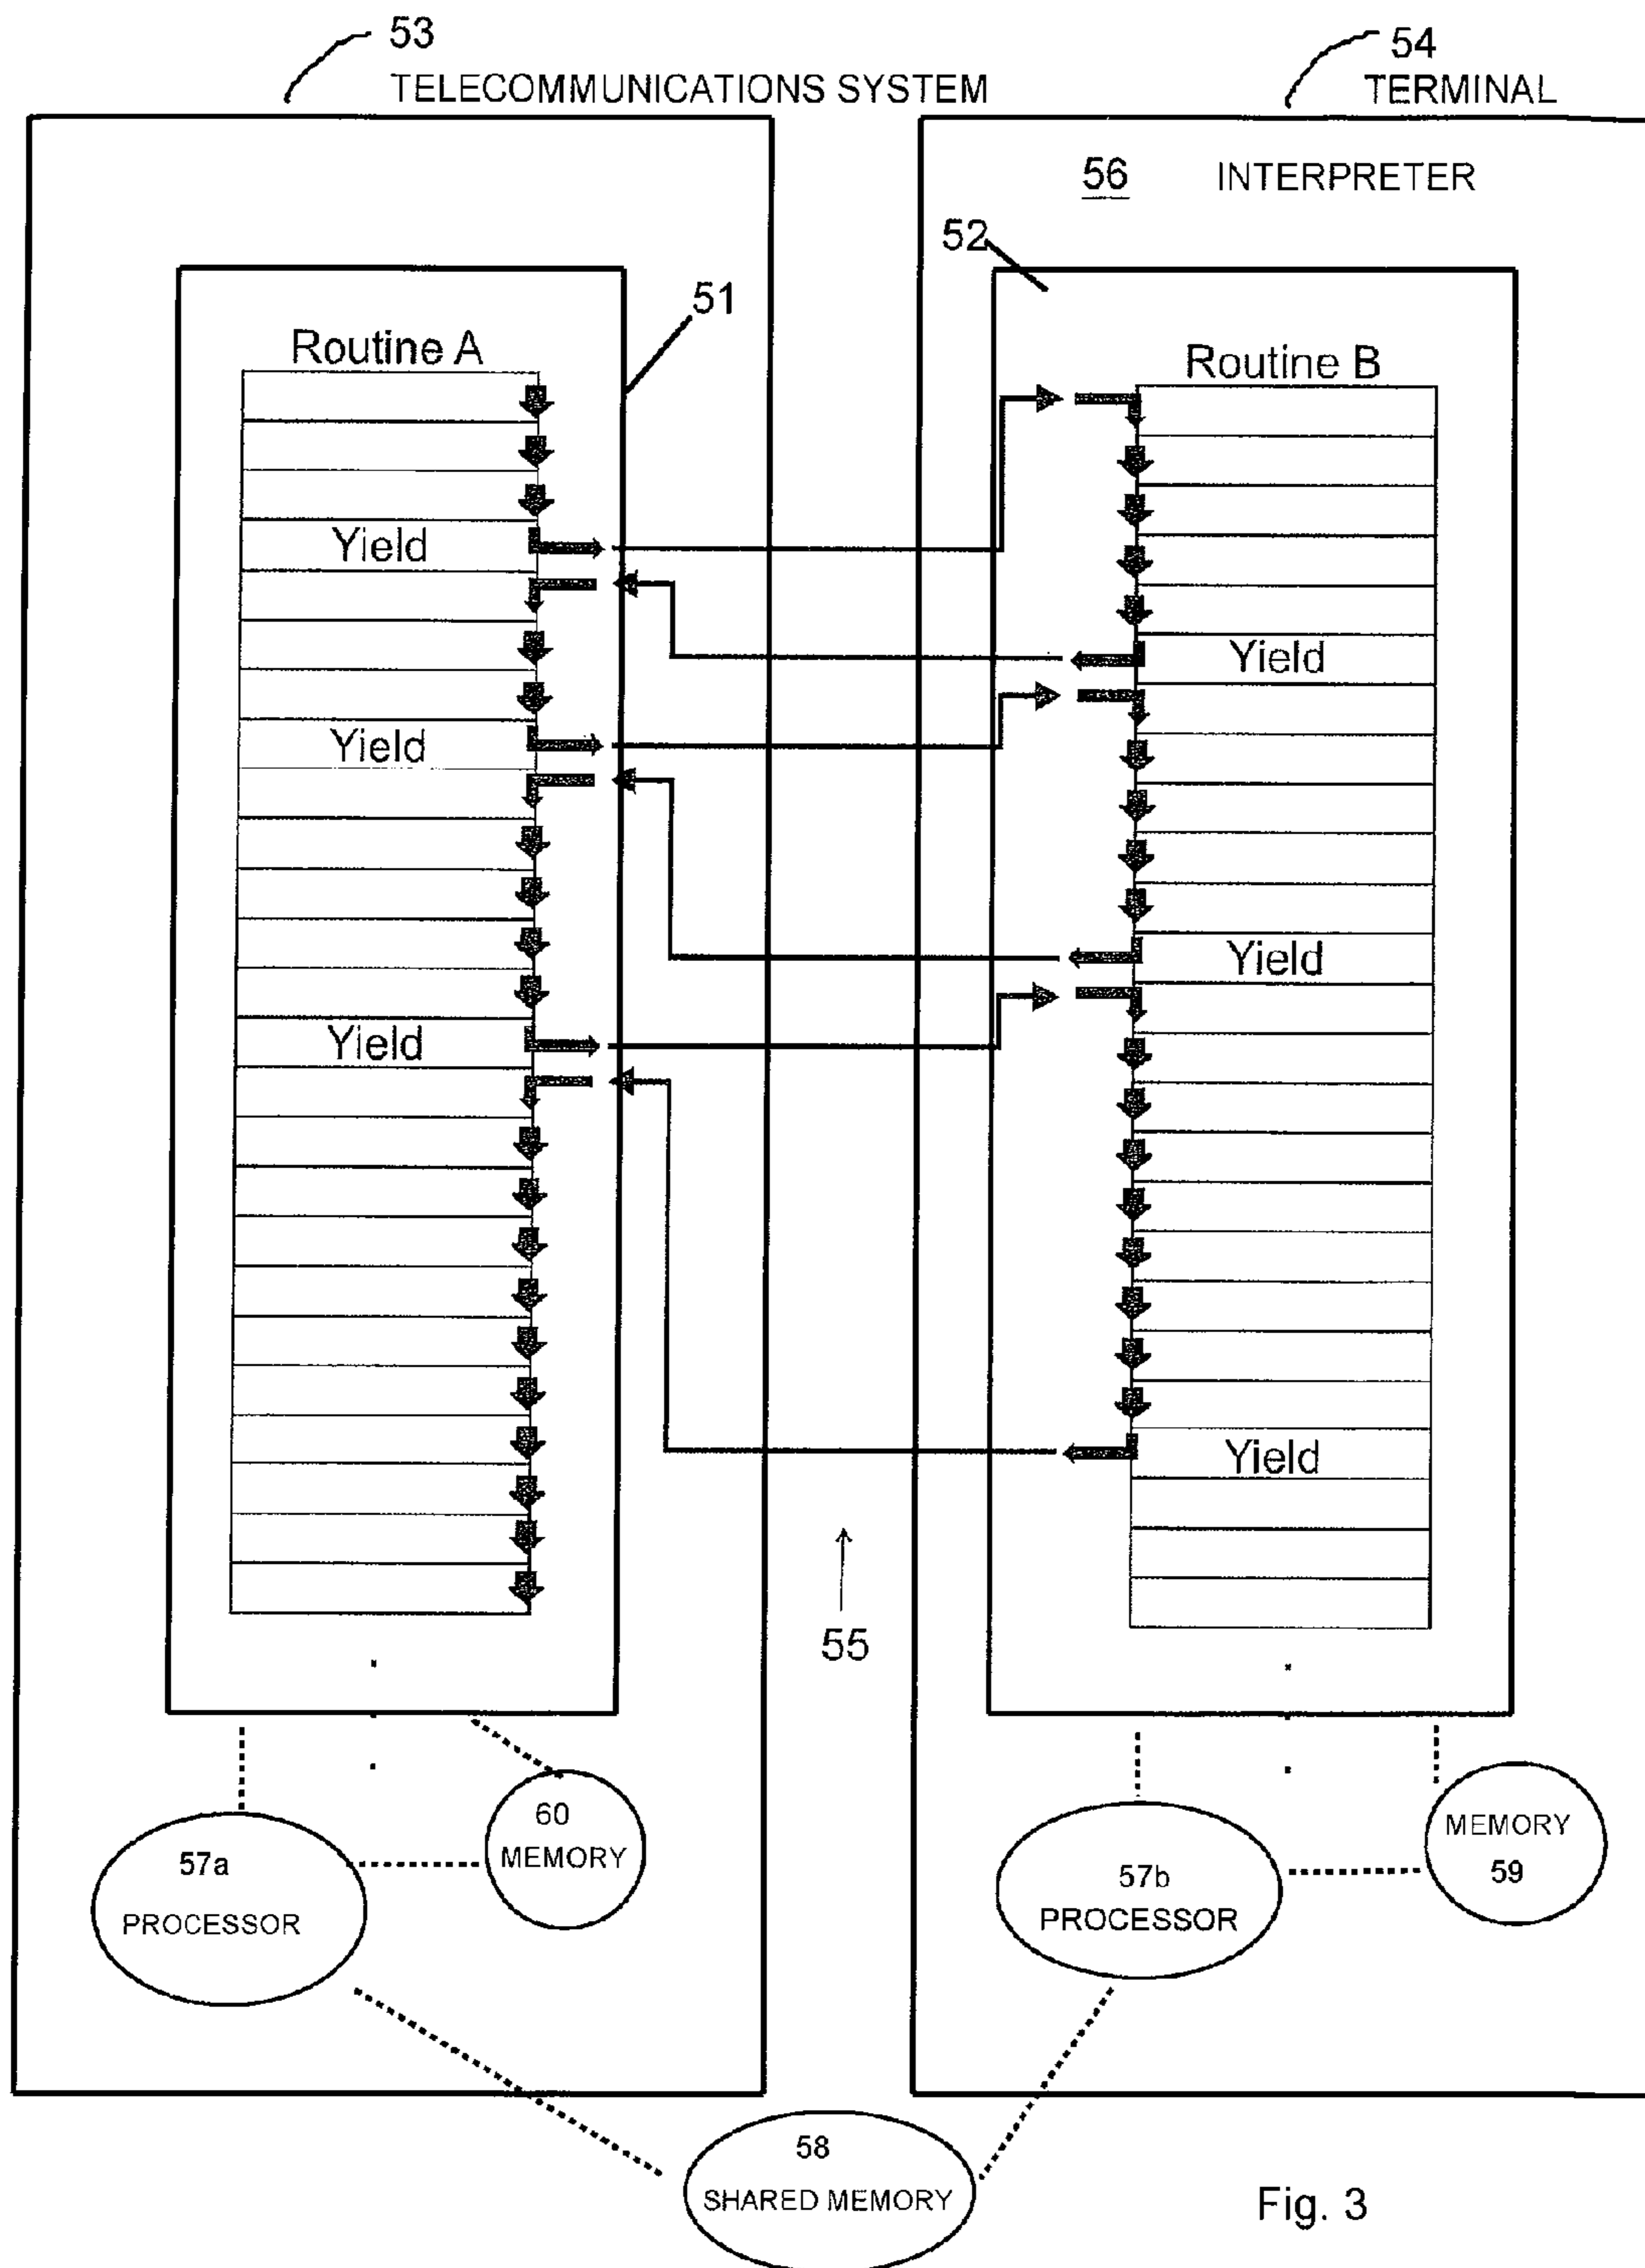 53
TELECOMMUNICATIONS SYSTEM
54
TERMINAL
56 INTERPRETER
52
51
Routine A
Routine B
Yield
Yield
Yield
Yield
Yield
Yield
55
60
MEMORY
57a
PROCESSOR
MEMORY
59
57b
PROCESSOR
58
SHARED MEMORY
Fig. 3